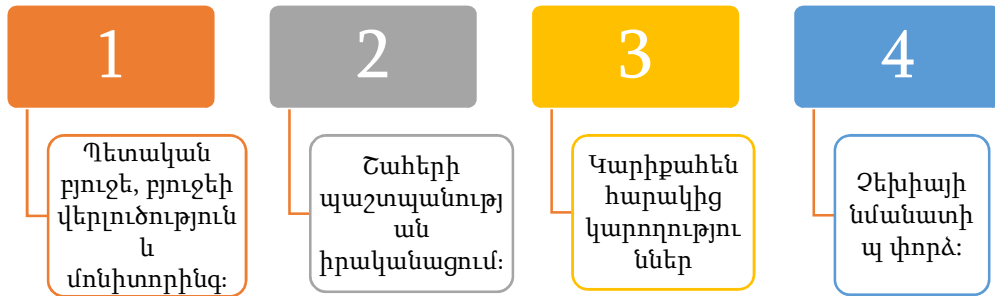 1
Պետական
բյուջե, բյուջեի
վերլուծություն
և
մոնիտորինգ։
2
Շահերի
պաշտպանությ
ան
իրականացում։
3
Կարիքահեն
հարակից
կարողությու
ններ
4
Չեխիայի
նմանատի
պ փորձ։